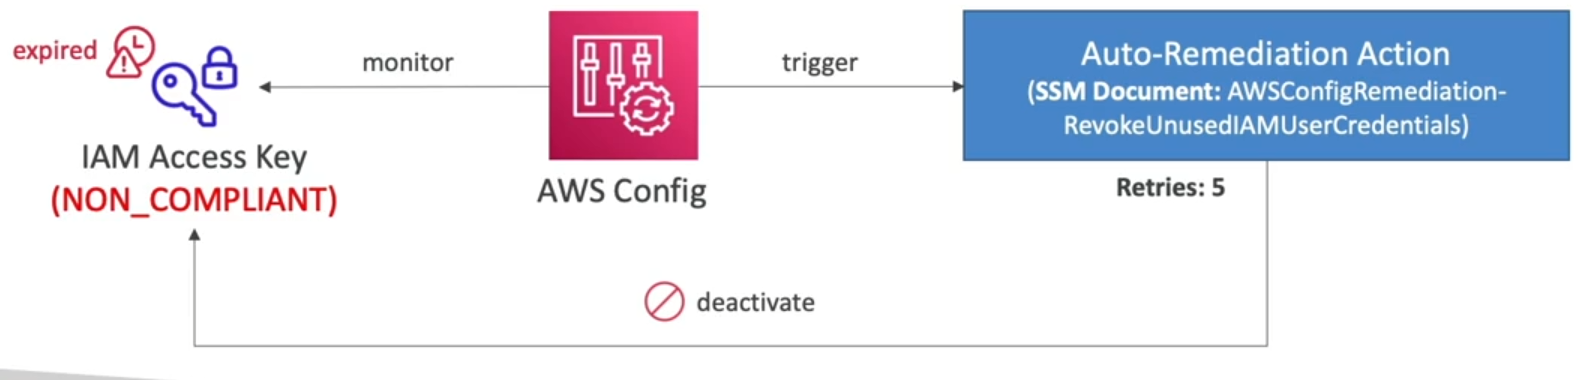 expired
monitor
trigger
Auto-Remediation Action
(SSM Document: AWSConfigRemediation-
RevokeUnusedIAMUserCredentials)
IAM Access Key
(NON_COMPLIANT)
AWS Config
Retries: 5
deactivate